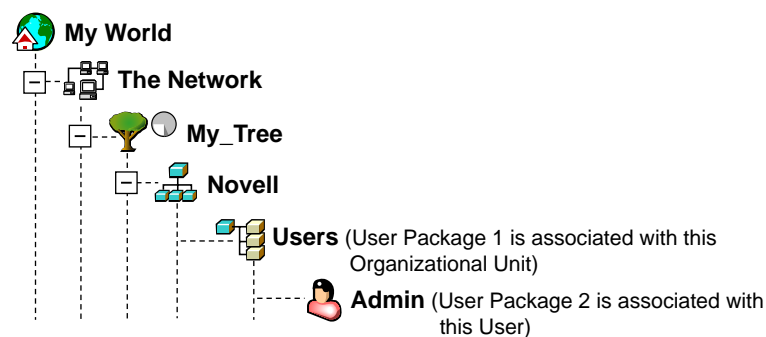 My World
The Network
My_Tree
Novell
Users (User Package 1 is associated with this
Organizational Unit)
Admin (User Package 2 is associated with
this User)